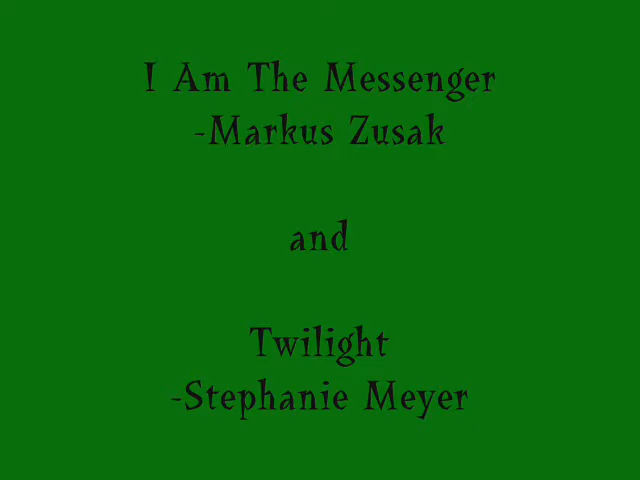 I Am The Messenger
-Markus Zusak
and
Twilight
-Stephanie Meyer